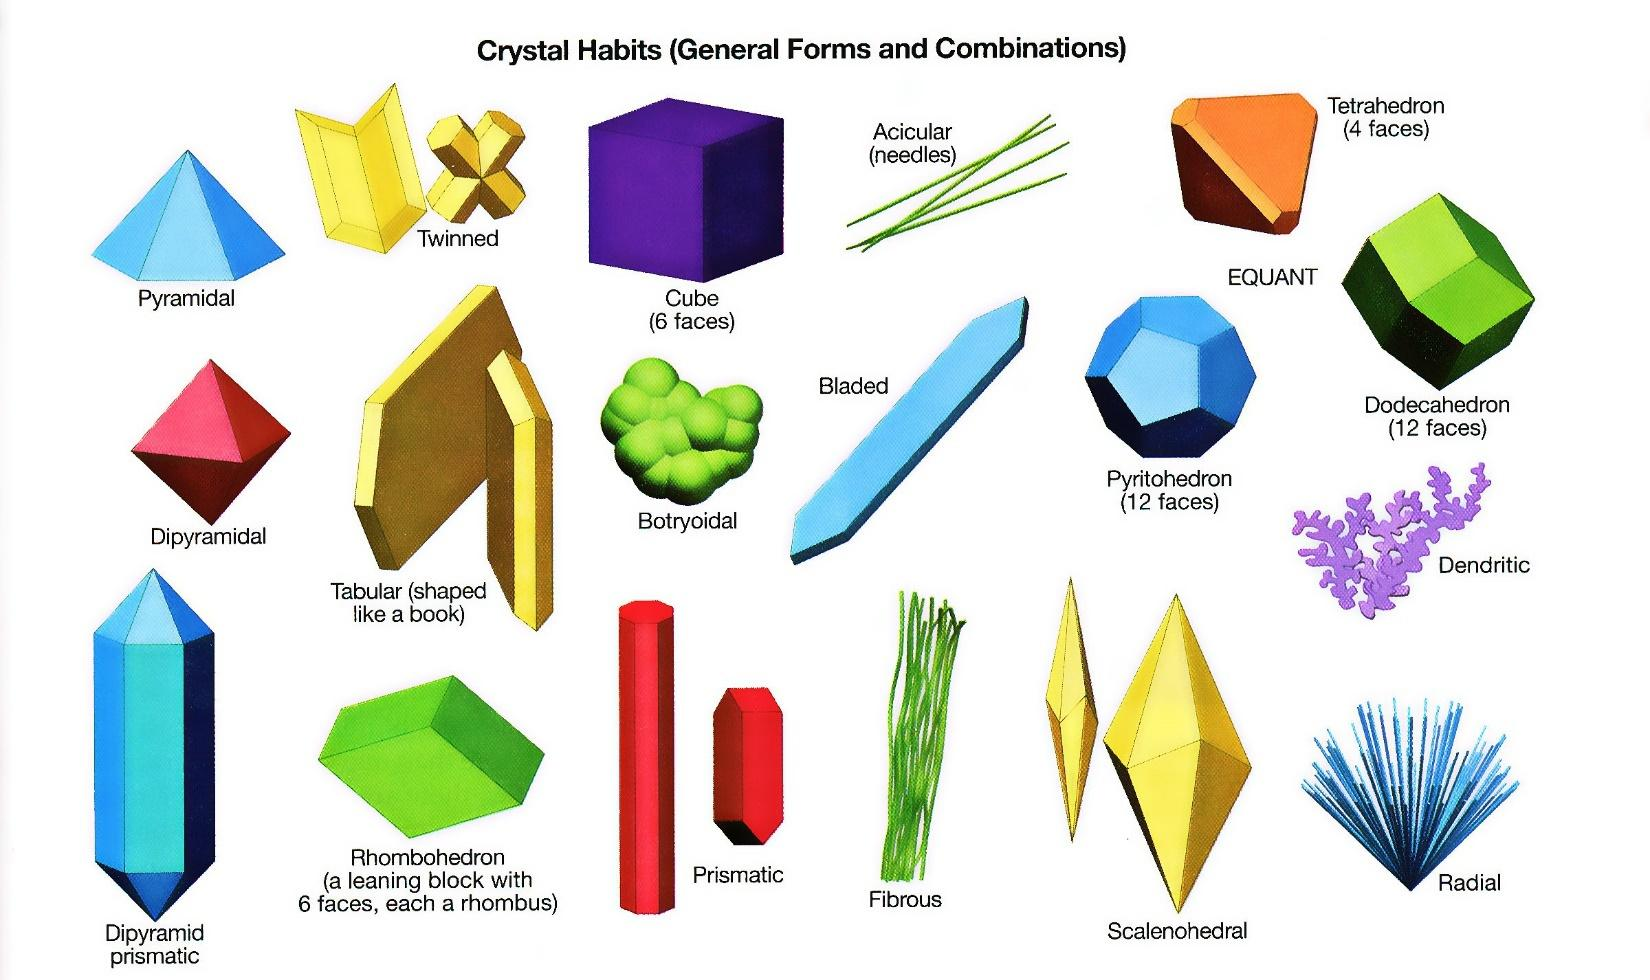 Crystal Habits (General Forms and Combinations)
Pyramidal
Twinned
Cube
(6 faces)
Acicular
(needles)
Tetrahedron
(4 faces)
EQUANT
Dodecahedron
(12 faces)
Dipyramidal
Tabular (shaped
like a book)
Botryoidal
Bladed
Pyritohedron
(12 faces)
Dendritic
Dipyramid
prismatic
Rhombohedron
(a leaning block with
6 faces, each a rhombus)
Prismatic
Fibrous
Scalenohedral
Radial